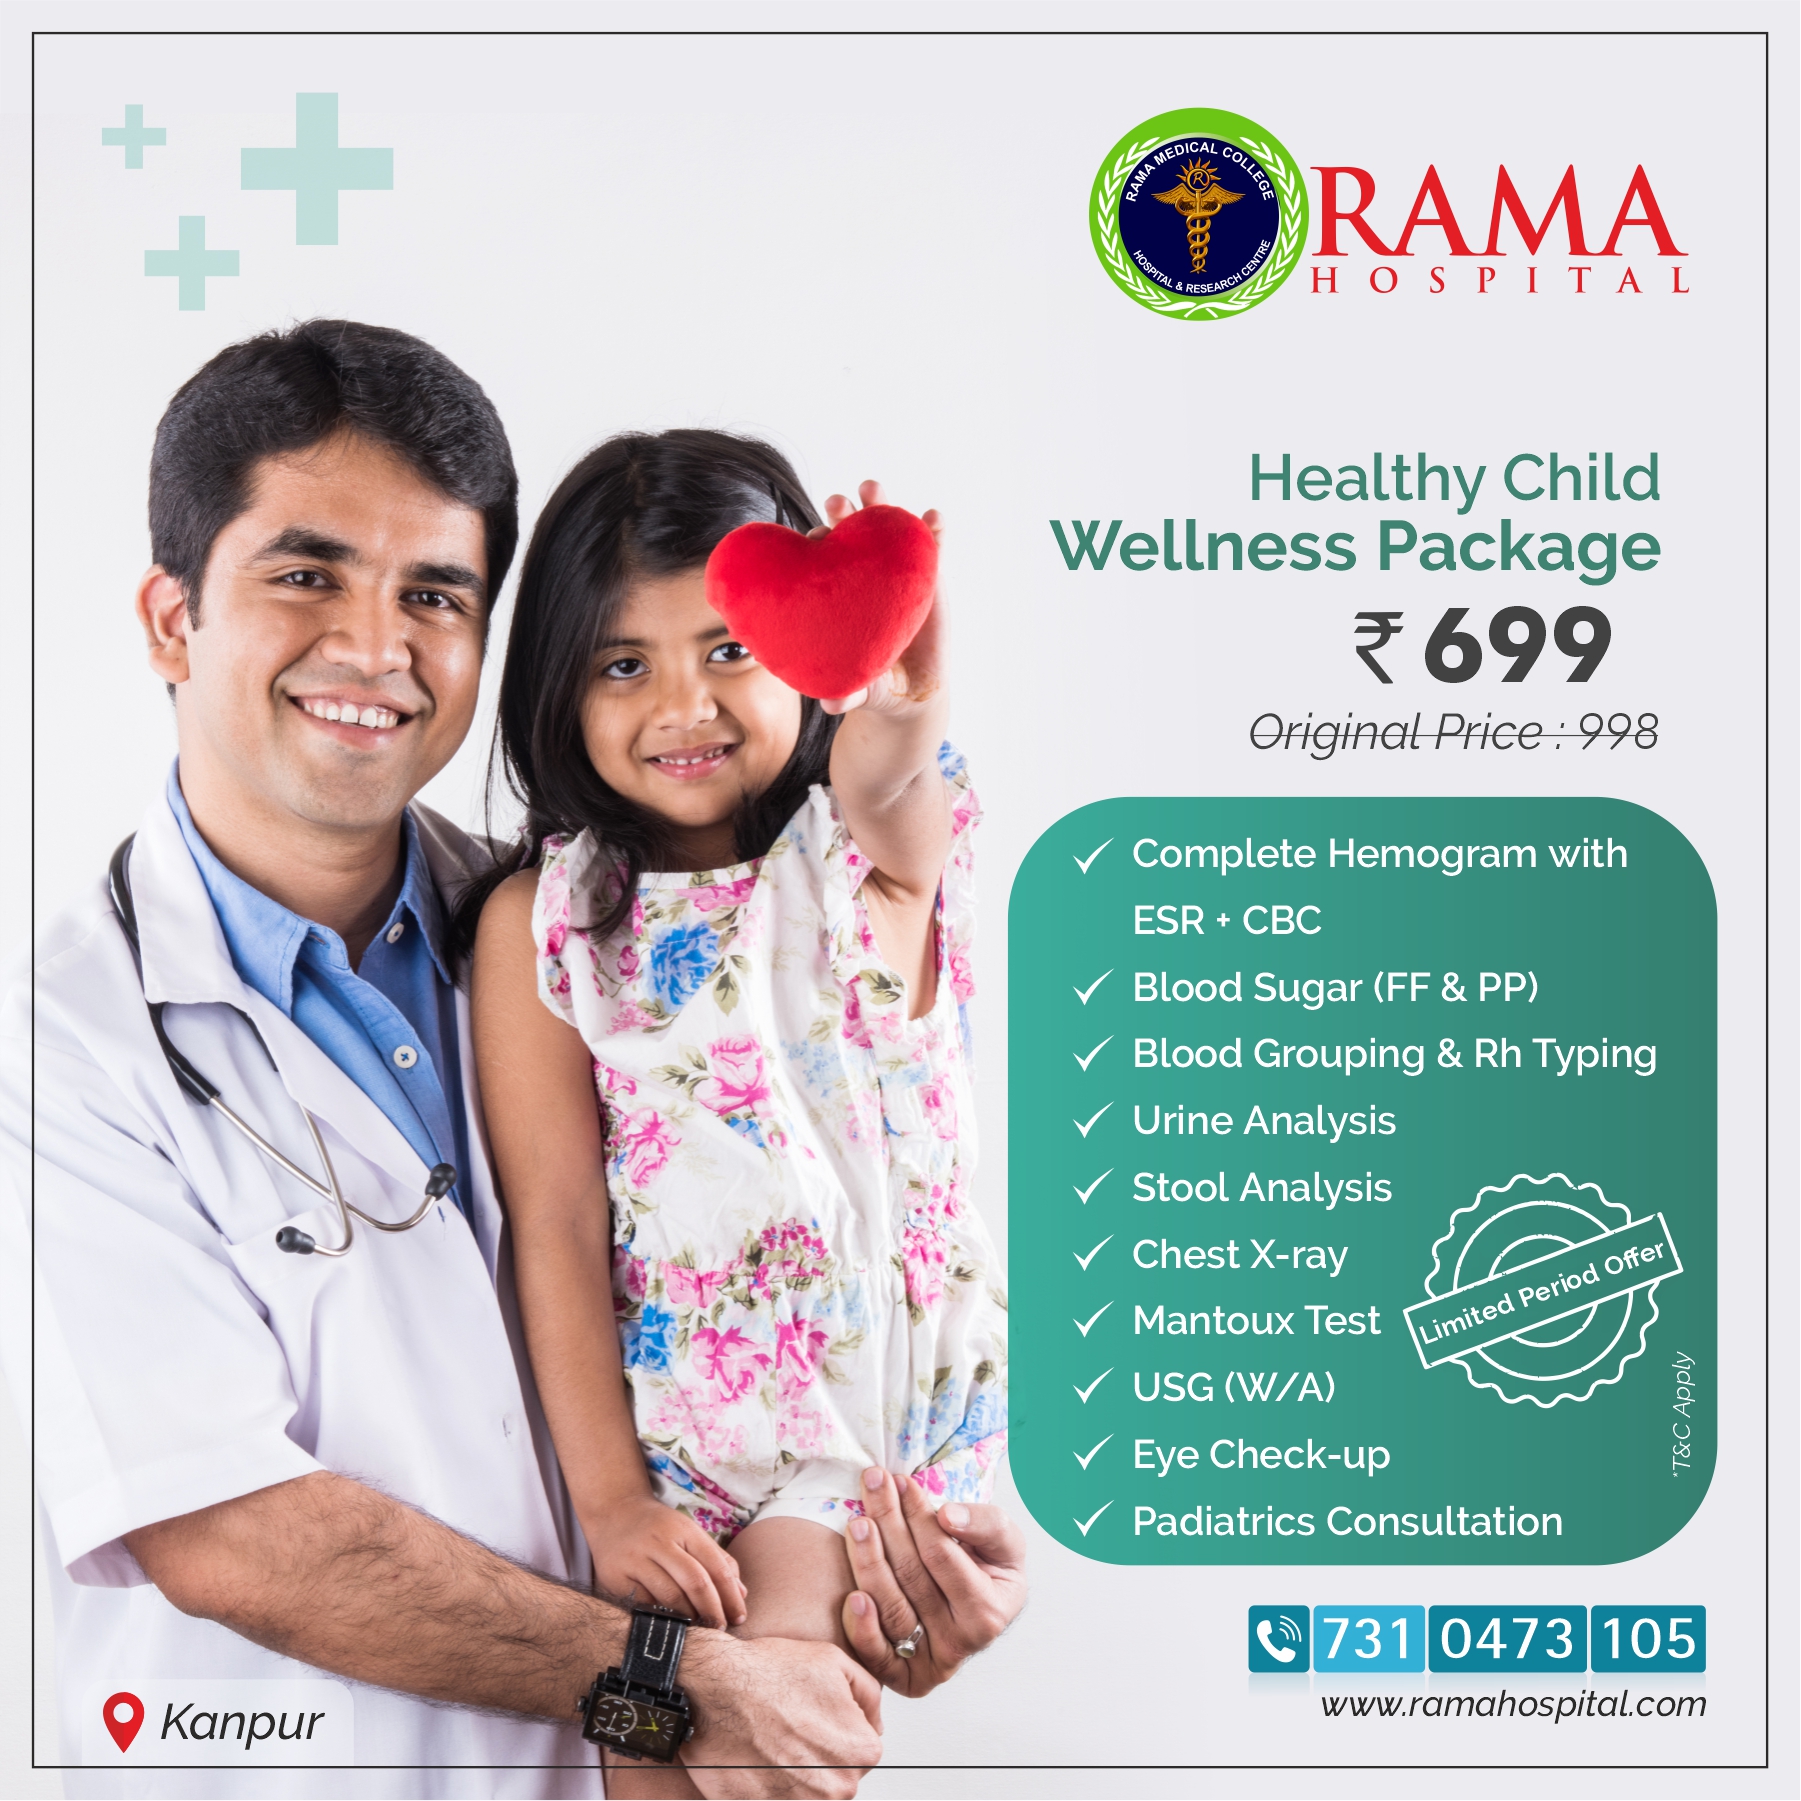 RAMA MEDICAL COLLEGE
HOSPITAL & RESEARCH CENTRE
R
RAMA
HOSPITAL
Healthy Child
Wellness Package
₹ 699
Original Price : 998
Complete Hemogram with
ESR + CBC
Blood Sugar (FF & PP)
Blood Grouping & Rh Typing
Urine Analysis
Stool Analysis
Chest X-ray
Mantoux Test
USG (W/A)
Eye Check-up
Padiatrics Consultation
Limited Period Offer
*T&C Apply
731 0473 105
www.ramahospital.com
Kanpur